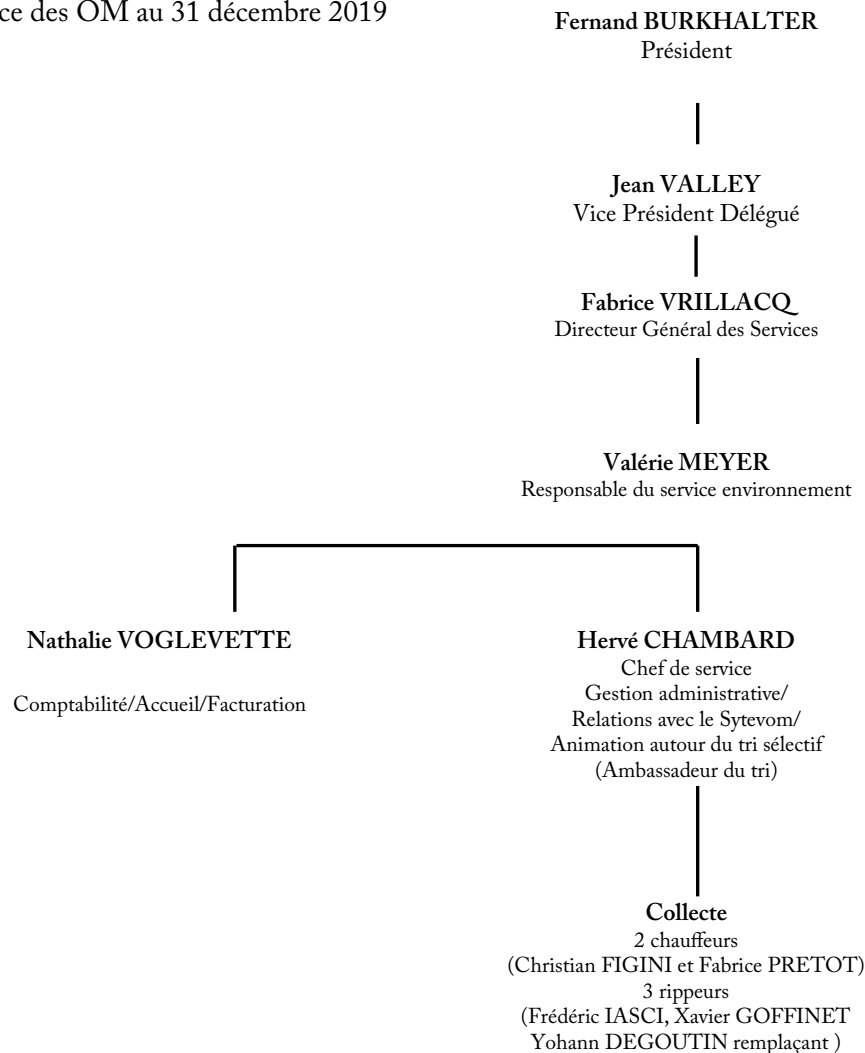 ce des OM au 31 décembre 2019
Fernand BURKHALTER
Président
Jean VALLEY
Vice Président Délégué
Fabrice VRILLACQ
Directeur Général des Services
Valérie MEYER
Responsable du service environnement
Nathalie VOGLEVETTE
Comptabilité/Accueil/Facturation
Hervé CHAMBARD
Chef de service
Gestion administrative/
Relations avec le Sytevom/
Animation autour du tri sélectif
(Ambassadeur du tri)
Collecte
2 chauffeurs
(Christian FIGINI et Fabrice PRETOT)
3 rippeurs
(Frédéric IASCI, Xavier GOFFINET
Yohann DEGOUTIN remplaçant )